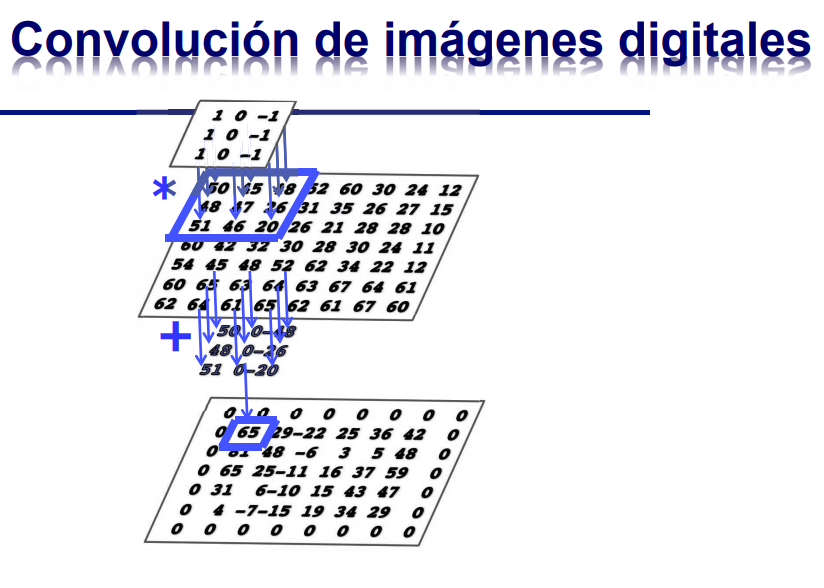 Convolución de imágenes digitales
1 0 -1
1 0 -1
1 0 -1
*
50 45 48 52 60 30 24 12
48 47 26 31 35 26 27 15
51 46 20 26 21 28 28 10
60 42 32 30 28 30 24 11
54 45 48 52 62 34 22 12
60 65 63 64 63 67 64 61
62 64 61 65 62 61 67 60
+
50 0-48
48 0-26
51 0-20
0 0 0 0 0 0 0 0
0 65 29-22 25 36 42 0
0 81 48 -6 3 5 48 0
0 65 25-11 16 37 59 0
0 31 6-10 15 43 47 0
0 4 -7-15 19 34 29 0
0 0 0 0 0 0 0 0